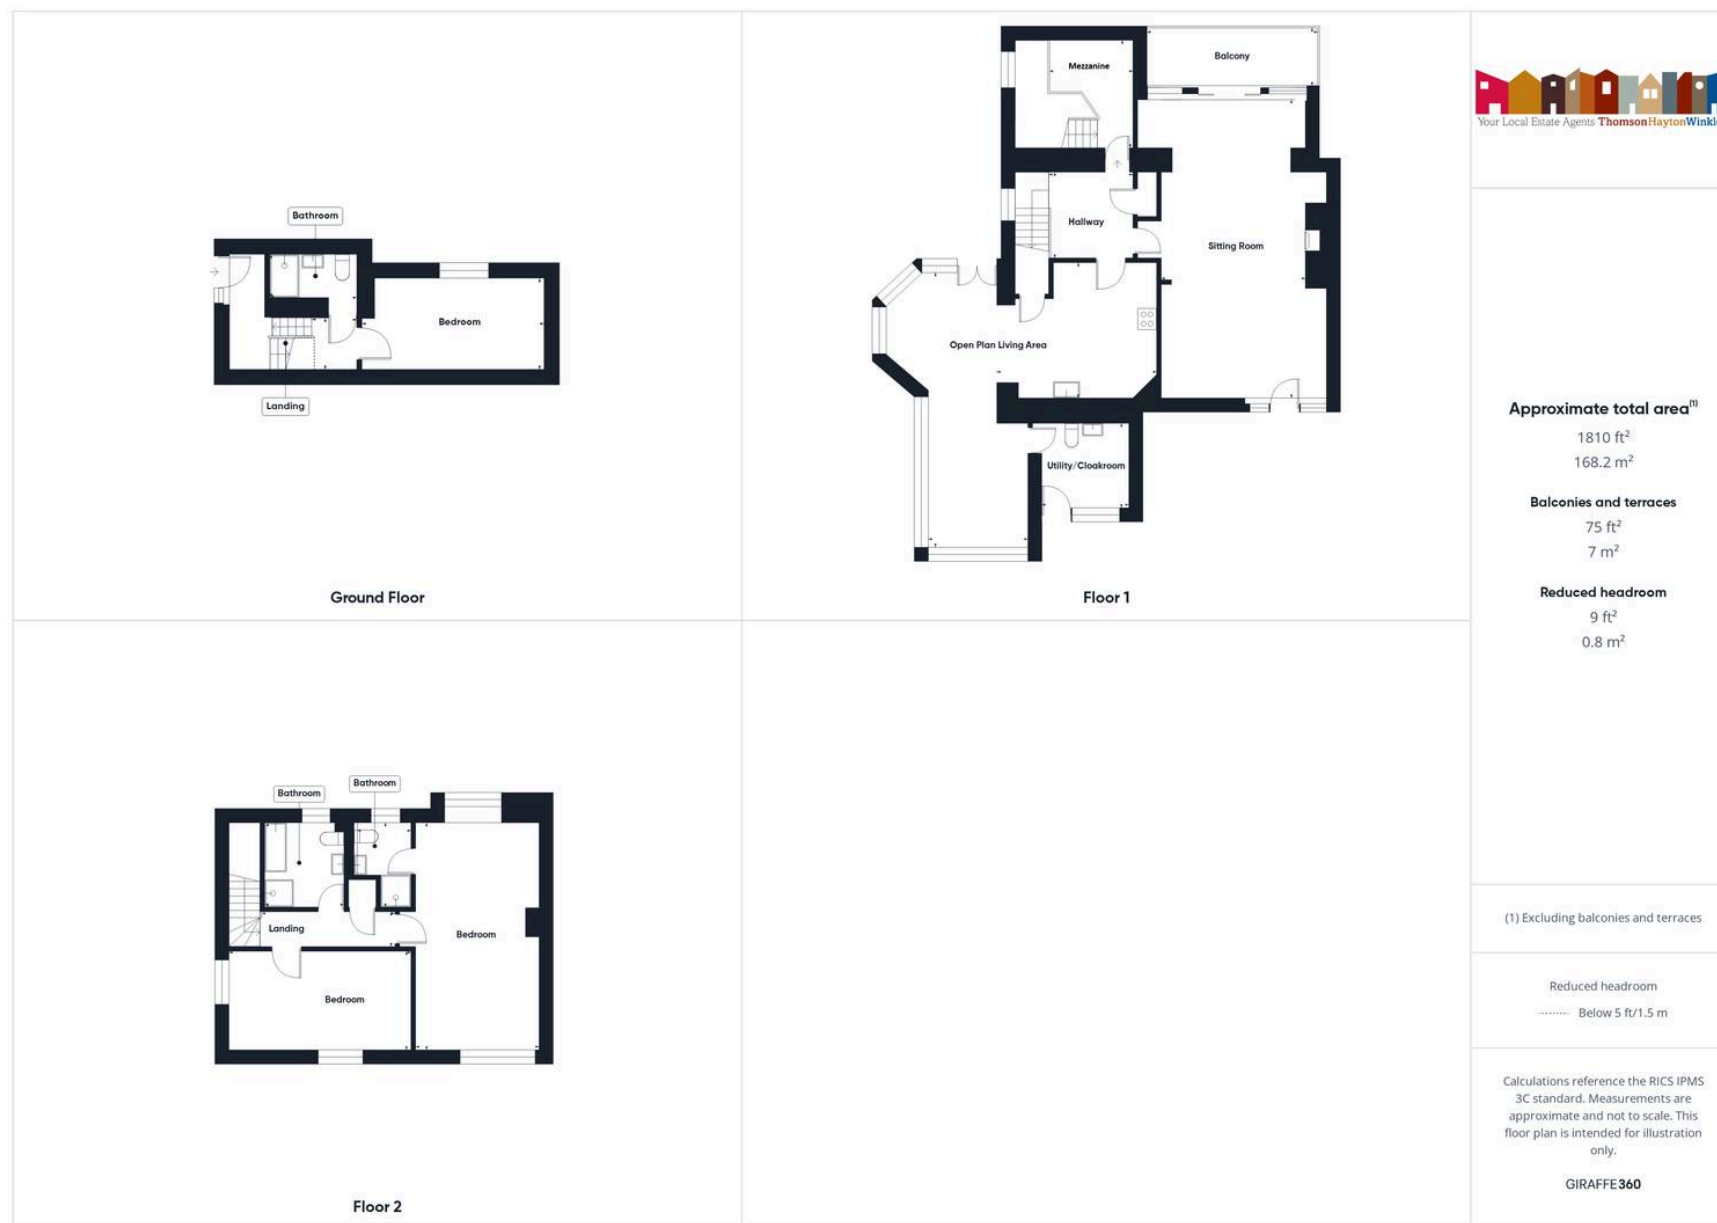 Bathroom
Bedroom
Landing
Ground Floor
Mezzanine
Balcony
Hallway
Sitting Room
Open Plan Living Area
Utility/Cloakroom
Floor 1
Bathroom
Bathroom
Landing
Bedroom
Bedroom
Floor 2
Your Local Estate Agents ThomsonHayton
Approximate total area(1)
1810 ft²
168.2 m²
Balconies and terraces
75 ft²
7 m²
Reduced headroom
9 ft²
0.8 m²
(1) Excluding balconies and terraces
Reduced headroom
Below 5 ft/1.5 m
Calculations reference the RICS IPMS
3C standard. Measurements are
approximate and not to scale. This
floor plan is intended for illustration
only.
GIRAFFE360